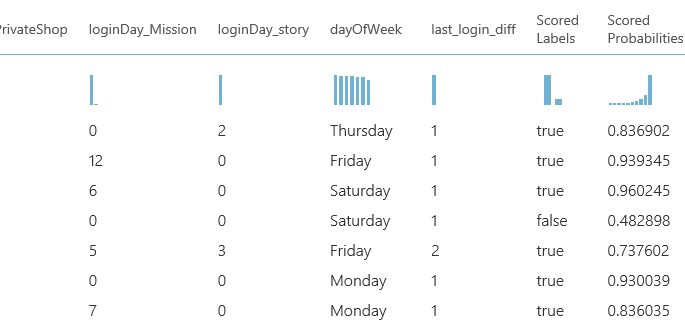 PrivateShop loginDay_Mission loginDay_story dayOfWeek last_login_diff Scored Labels Scored Probabilities
0 2 Thursday 1 true 0.836902
12 0 Friday 1 true 0.939345
6 0 Saturday 1 true 0.960245
0 0 Saturday 1 false 0.482898
5 3 Friday 2 true 0.737602
0 0 Monday 1 true 0.930039
7 0 Monday 1 true 0.836035